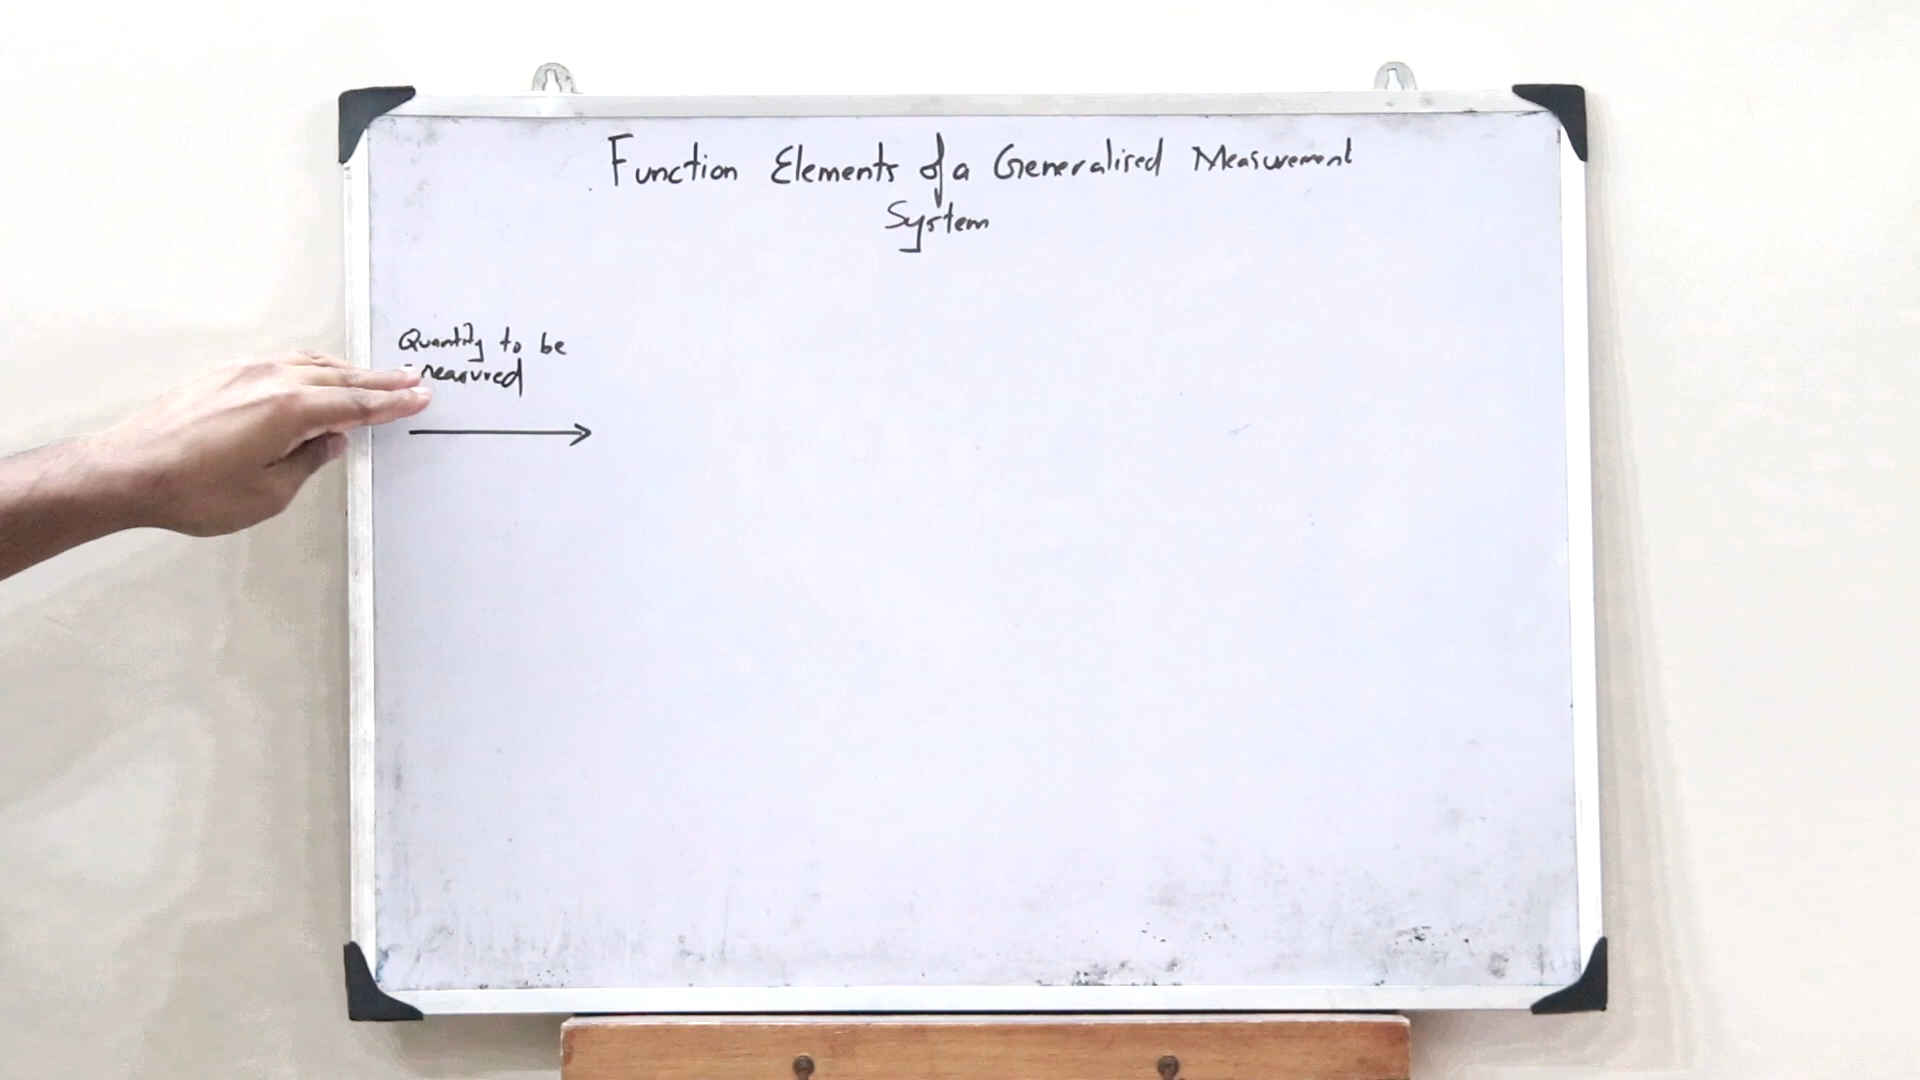 Function Elements of a Generalised Measurement
System
Quantity to be
measured